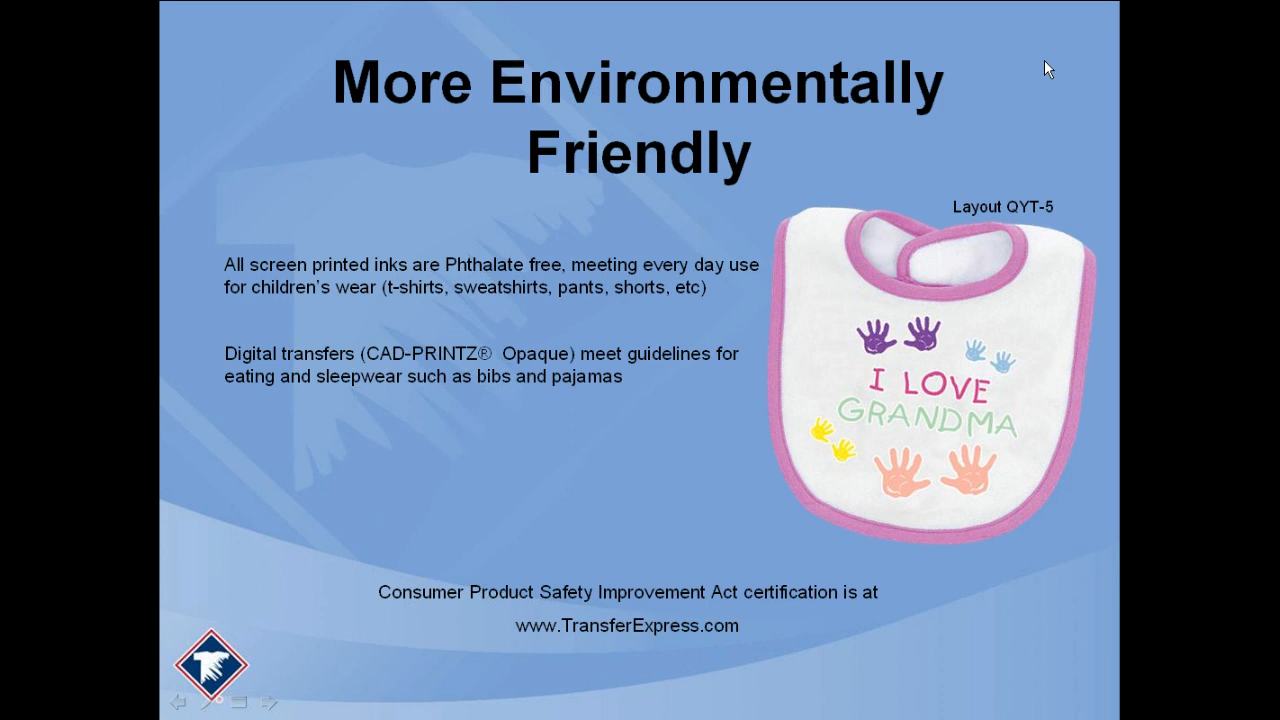 More Environmentally
Friendly
Layout QYT-5
All screen printed inks are Phthalate free, meeting every day use
for children's wear (t-shirts, sweatshirts, pants, shorts, etc)
Digital transfers (CAD-PRINTZ® Opaque) meet guidelines for
eating and sleepwear such as bibs and pajamas
I LOVE
GRANDMA
Consumer Product Safety Improvement Act certification is at
www.TransferExpress.com